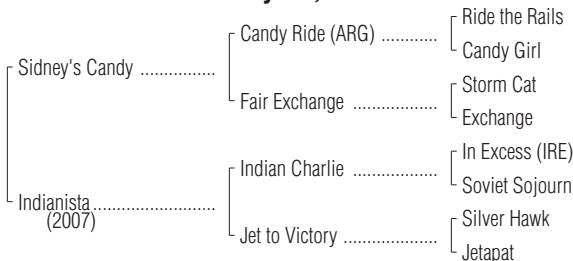 Ride the Rails
Candy Ride (ARG) ............
Candy Girl
Sidney's Candy ................
Storm Cat
Fair Exchange ..................
Exchange
In Excess (IRE)
Indian Charlie ...................
Soviet Sojourn
Indianista..........................
(2007)
Silver Hawk
Jet to Victory ....................
Jetapat